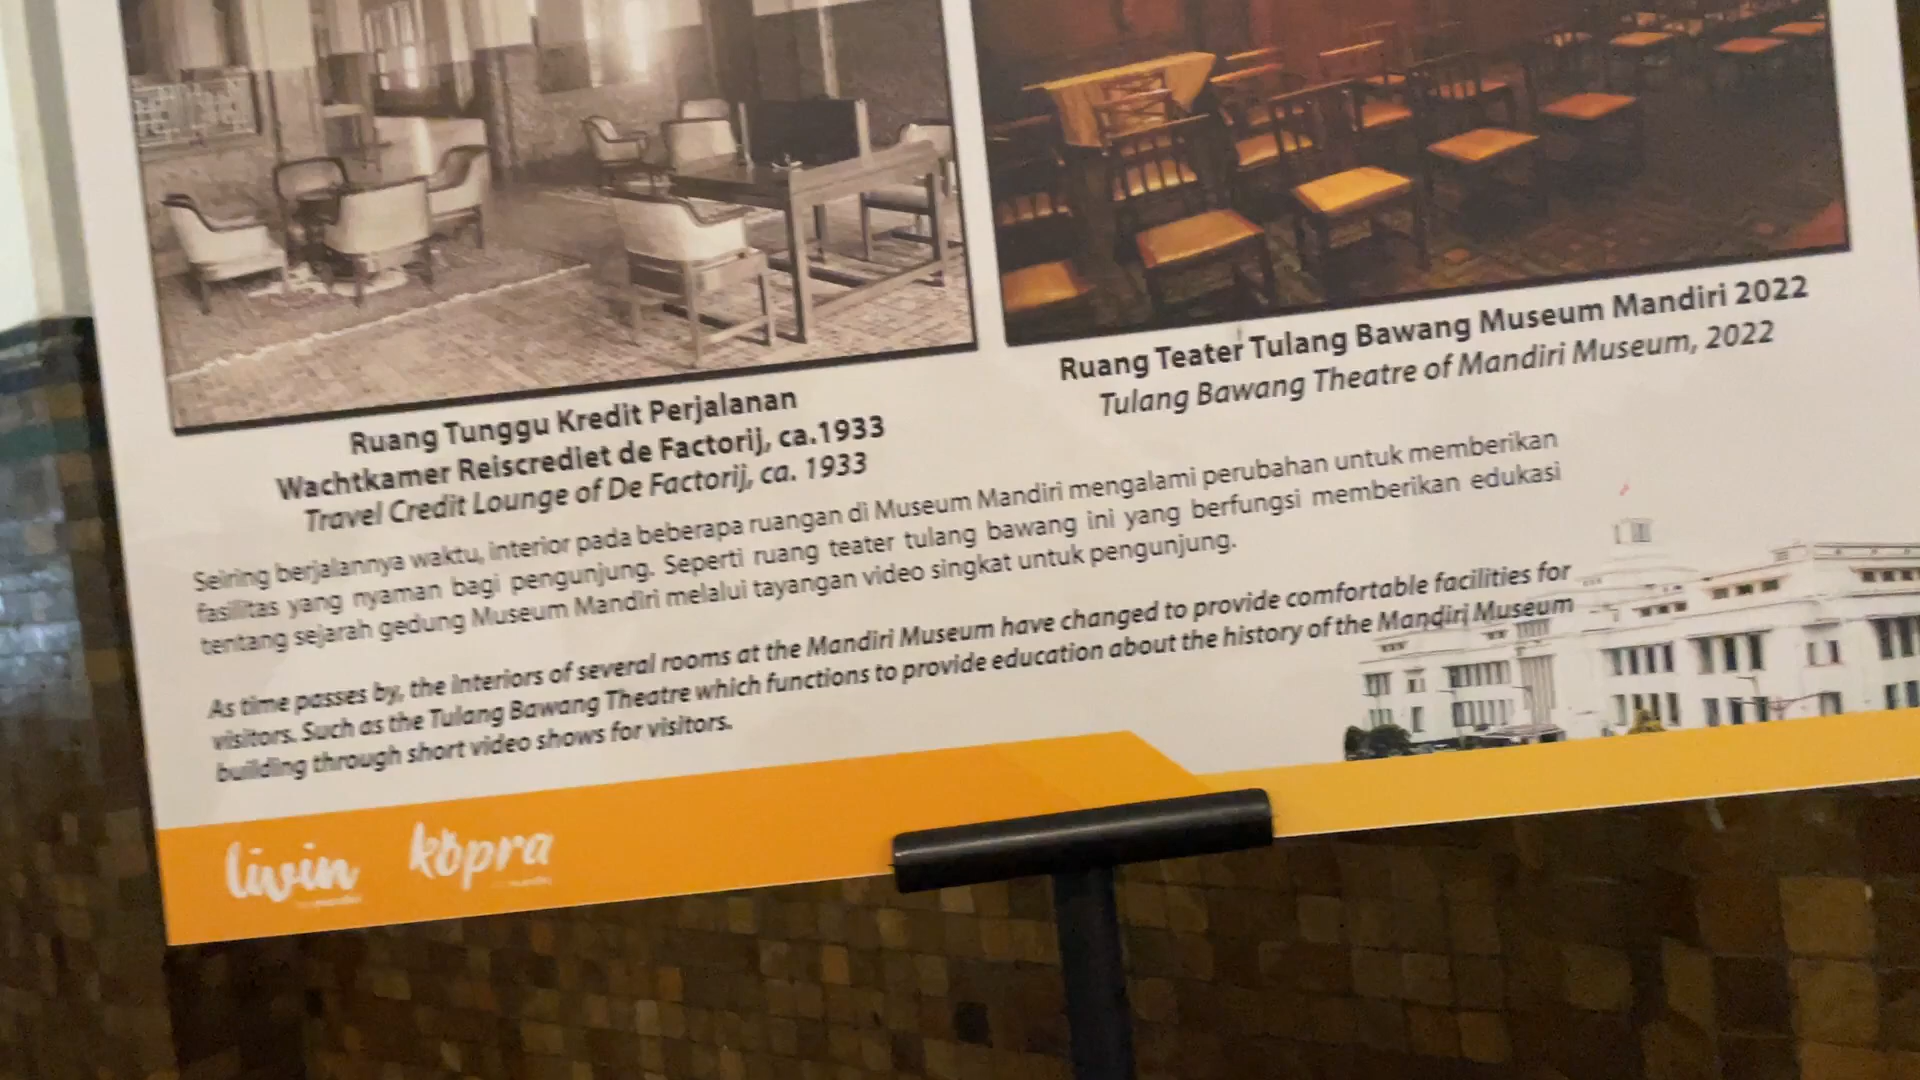 Ruang Tunggu Kredit Perjalanan
Wachtkamer Reiscrediet de Factorij, ca.1933
Travel Credit Lounge of De Factorij, ca. 1933
Ruang Teater Tulang Bawang Museum Mandiri 2022
Tulang Bawang Theatre of Mandiri Museum, 2022
Seiring berjalannya waktu, interior pada beberapa ruangan di Museum Mandiri mengalami perubahan untuk memberikan
fasilitas yang nyaman bagi pengunjung. Seperti ruang teater tulang bawang ini yang berfungsi memberikan edukasi
tentang sejarah gedung Museum Mandiri melalui tayangan video singkat untuk pengunjung.
As time passes by, the interiors of several rooms at the Mandiri Museum have changed to provide comfortable facilities for
visitors. Such as the Tulang Bawang Theatre which functions to provide education about the history of the Mandiri Museum
building through short video shows for visitors.
livin
kopra